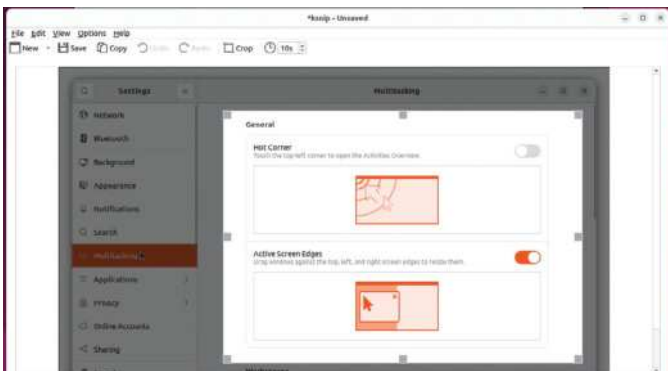 *ksnip - Unsaved
File Edit View Options Help
New Save Copy Undo Redo Crop 10s
Settings
Multitasking
Network
Bluetooth
Background
Appearance
Notifications
Search
Multitasking
Applications
Privacy
Online Accounts
Sharing
General
Hot Corner
Touch the top-left corner to open the Activities Overview.
Active Screen Edges
Drag windows against the top, left, and right screen edges to resize them.